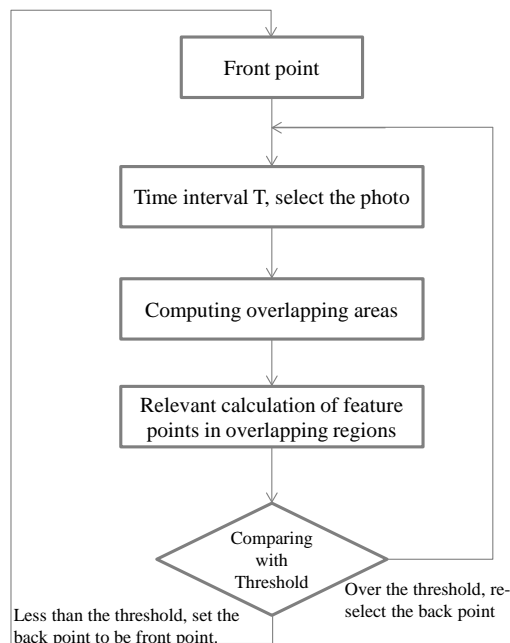 Front point
Time interval T, select the photo
Computing overlapping areas
Relevant calculation of feature
points in overlapping regions
Comparing
with
Threshold
Over the threshold, re-
select the back point
Less than the threshold, set the
back point to be front point.